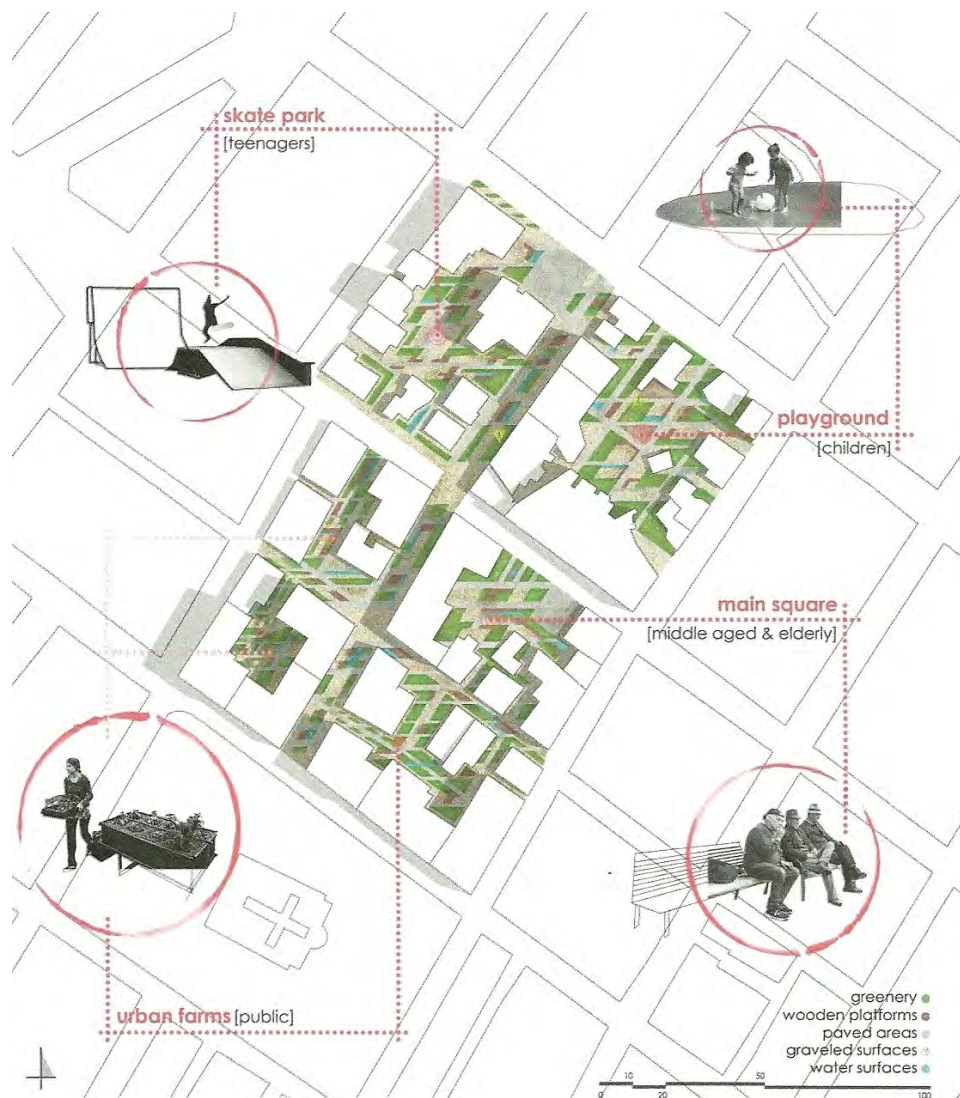 skate park
[teenagers]
playground
[children]
main square
[middle aged & elderly]
urban farms [public]
greenery
wooden platforms
paved areas
graveled surfaces
water surfaces
10 50
0 20 100